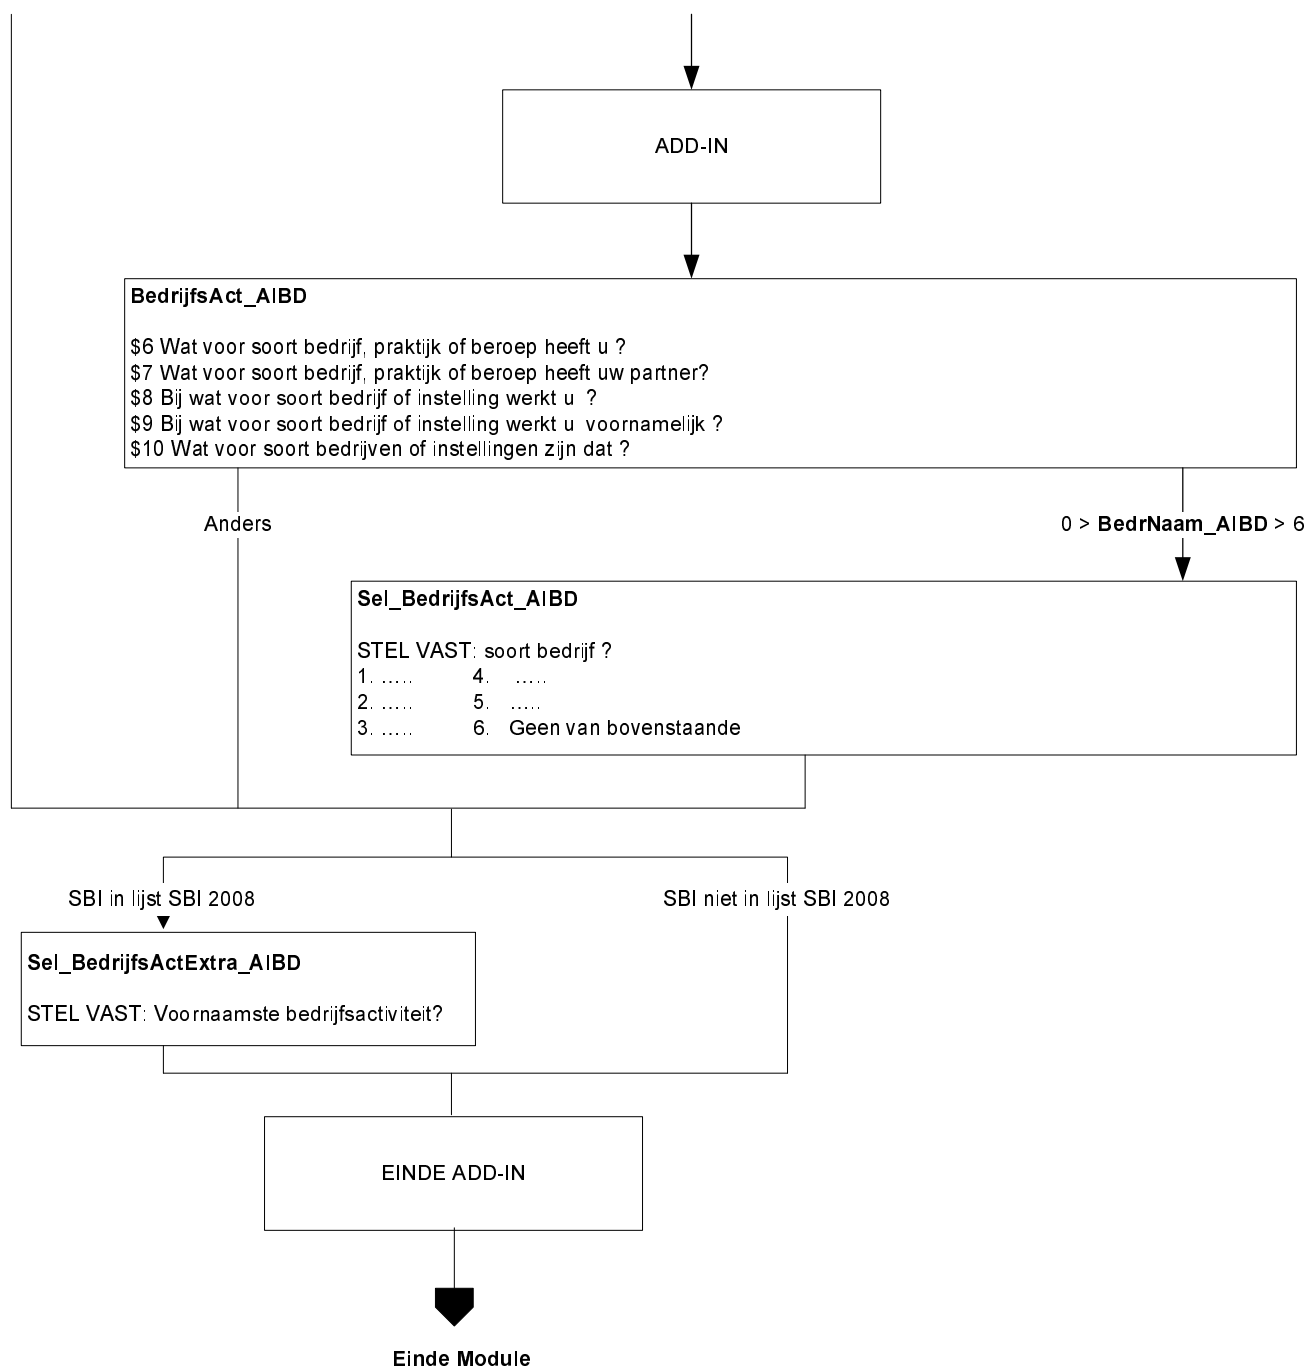 ADD-IN
BedrijfsAct_AIBD
$6 Wat voor soort bedrijf, praktijk of beroep heeft u ?
$7 Wat voor soort bedrijf, praktijk of beroep heeft uw partner?
$8 Bij wat voor soort bedrijf of instelling werkt u ?
$9 Bij wat voor soort bedrijf of instelling werkt u voornamelijk ?
$10 Wat voor soort bedrijven of instellingen zijn dat ?
Anders
0 > BedrNaam_AIBD > 6
Sel_BedrijfsAct_AIBD
STEL VAST: soort bedrijf ?
1. ..... 4. .....
2. ..... 5. .....
3. ..... 6. Geen van bovenstaande
SBI in lijst SBI 2008
SBI niet in lijst SBI 2008
Sel_BedrijfsActExtra_AIBD
STEL VAST: Voornaamste bedrijfsactiviteit?
EINDE ADD-IN
Einde Module